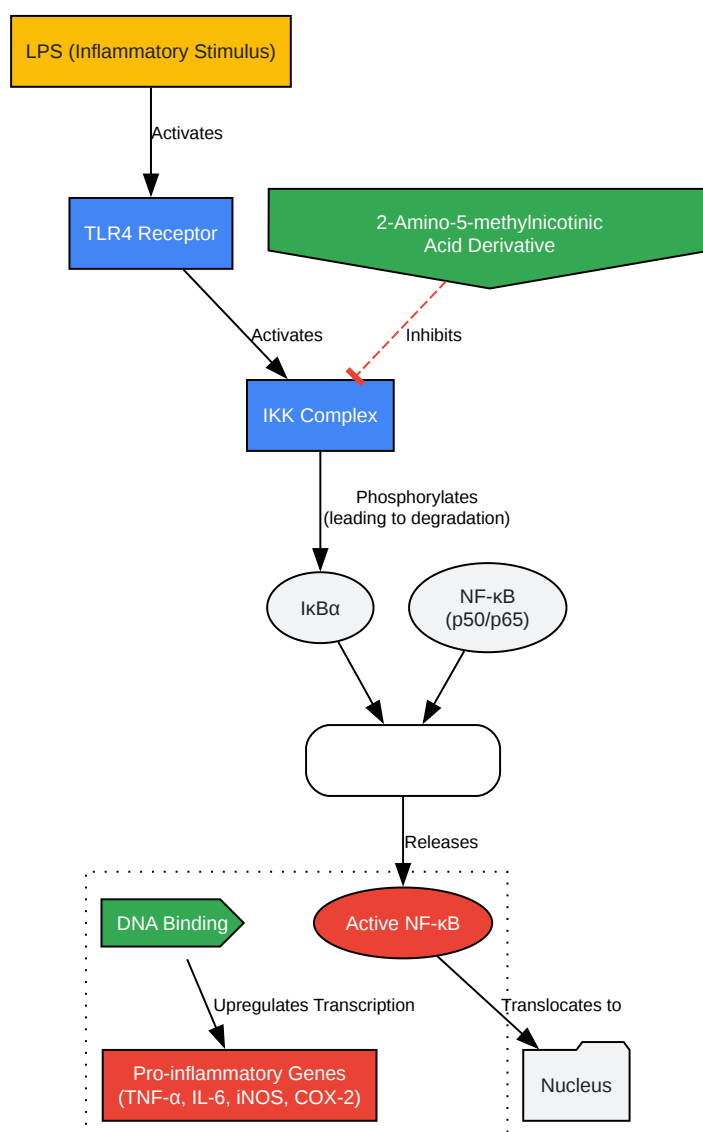 LPS (Inflammatory Stimulus)
Activates
TLR4 Receptor
2-Amino-5-methylnicotinic
Acid Derivative
Activates
Inhibits
IKK Complex
Phosphorylates
(leading to degradation)
IκBα
NF-κB
(p50/p65)
Releases
DNA Binding
Active NF-κB
Upregulates Transcription
Translocates to
Pro-inflammatory Genes
(TNF-α, IL-6, iNOS, COX-2)
Nucleus